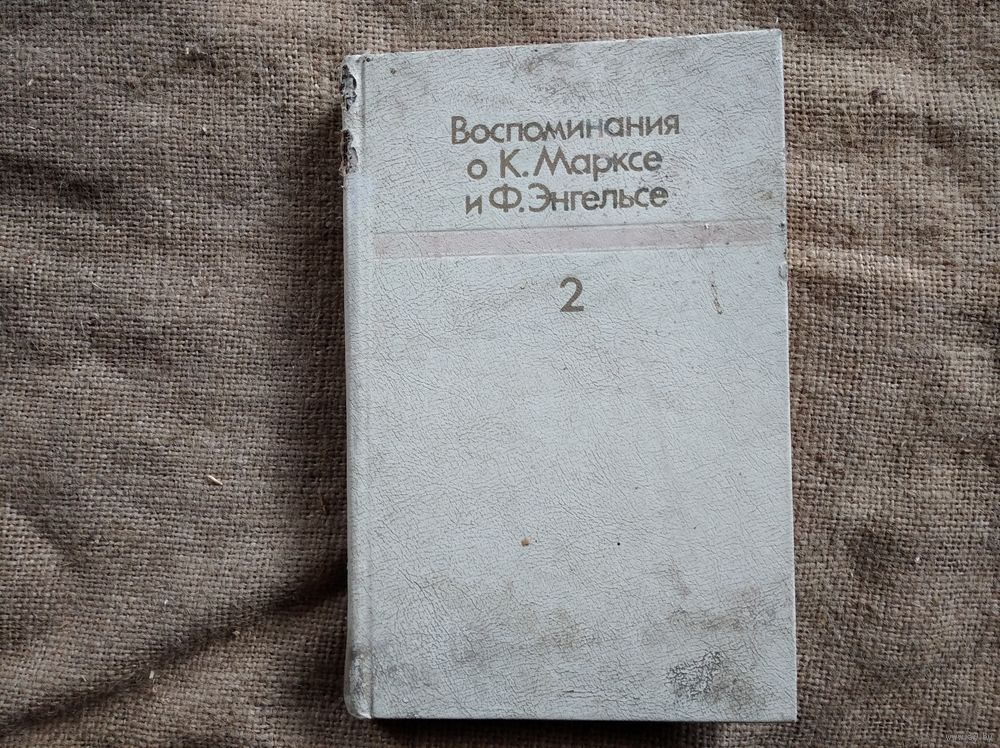 Воспоминания
о К. Марксе
и Ф. Энгельсе
2